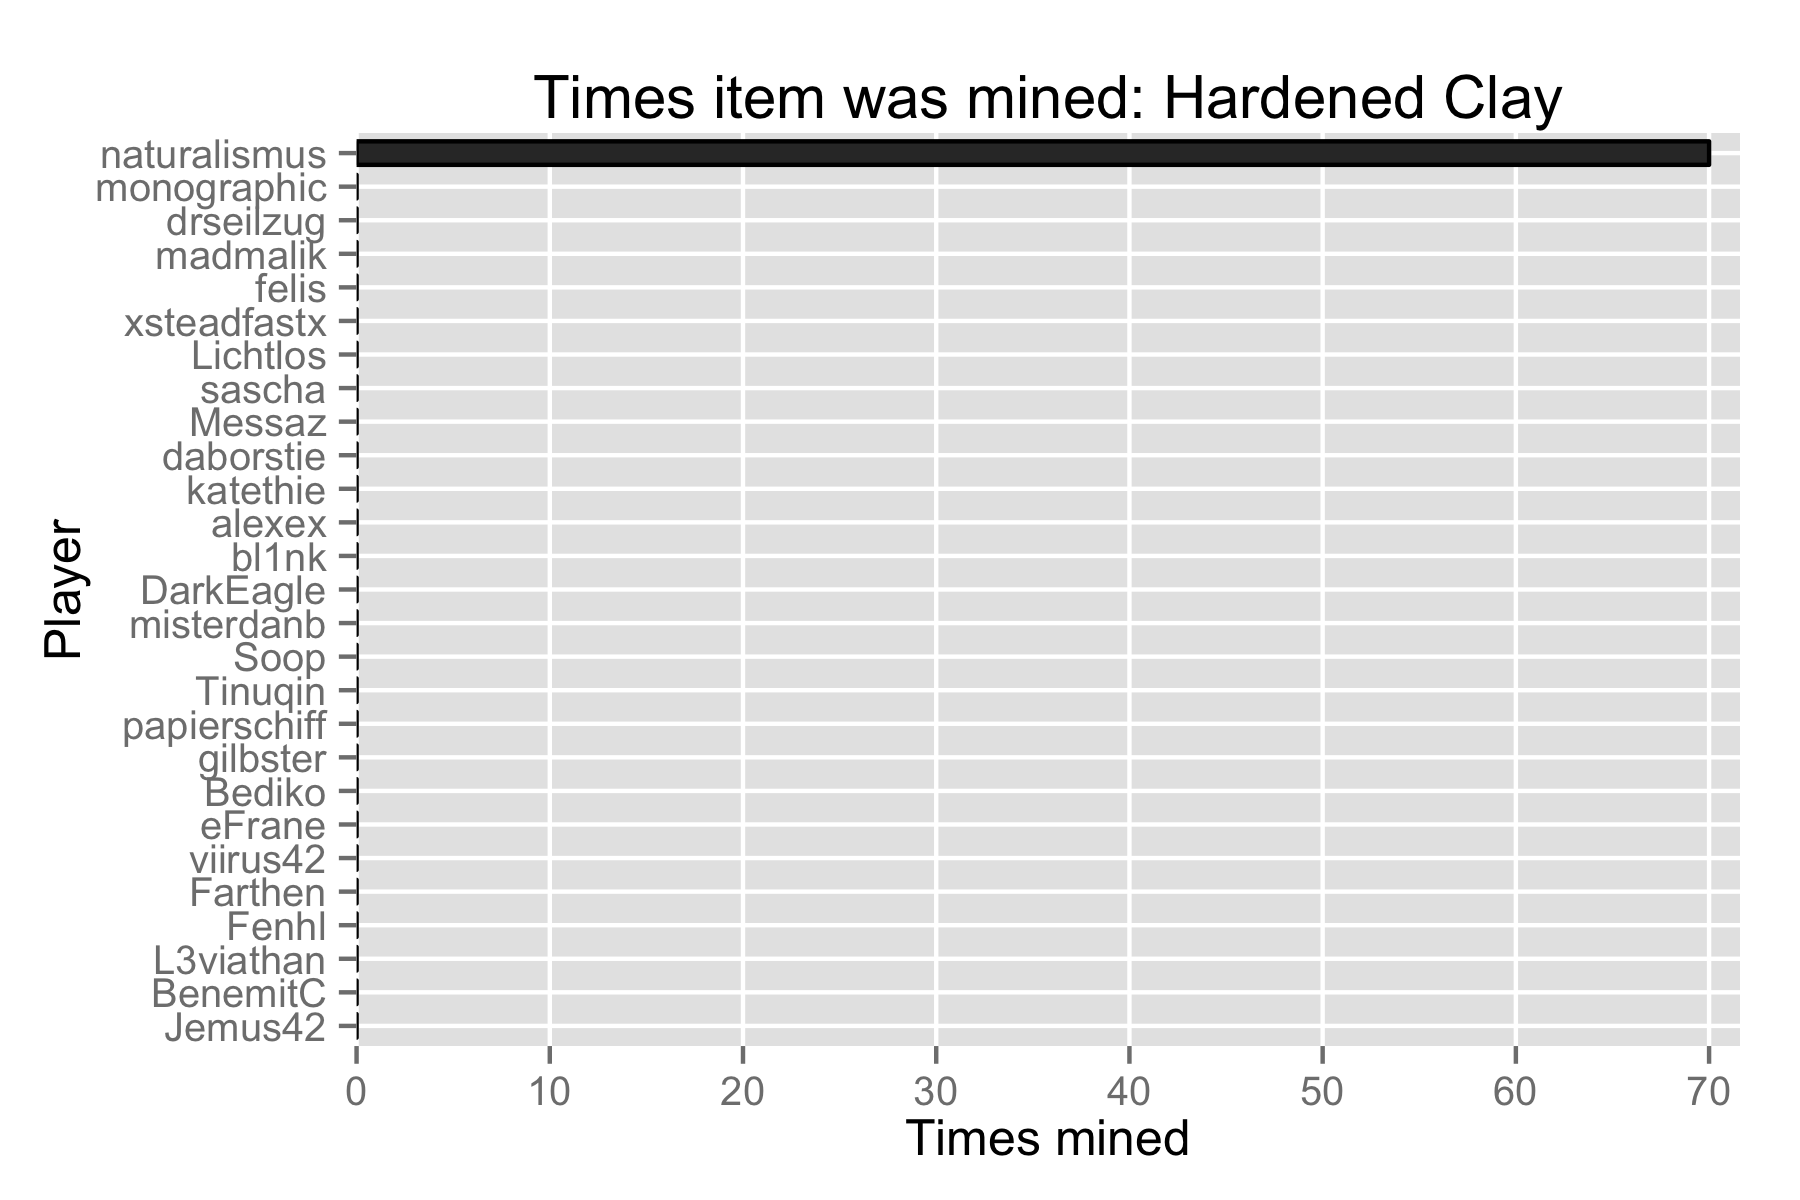 Times item was mined: Hardened Clay
naturalismus
monographic
drseilzug
madmalik
felis
xsteadfastx
Lichtlos
sascha
Messaz
daborstie
katethie
alexex
bl1nk
DarkEagle
misterdanb
Soop
Tinuqin
papierschiff
gilbster
Bediko
eFrane
viirus42
Farthen
Fenhl
L3viathan
BenemitC
Jemus42
Player
0 10 20 30 40 50 60 70
Times mined